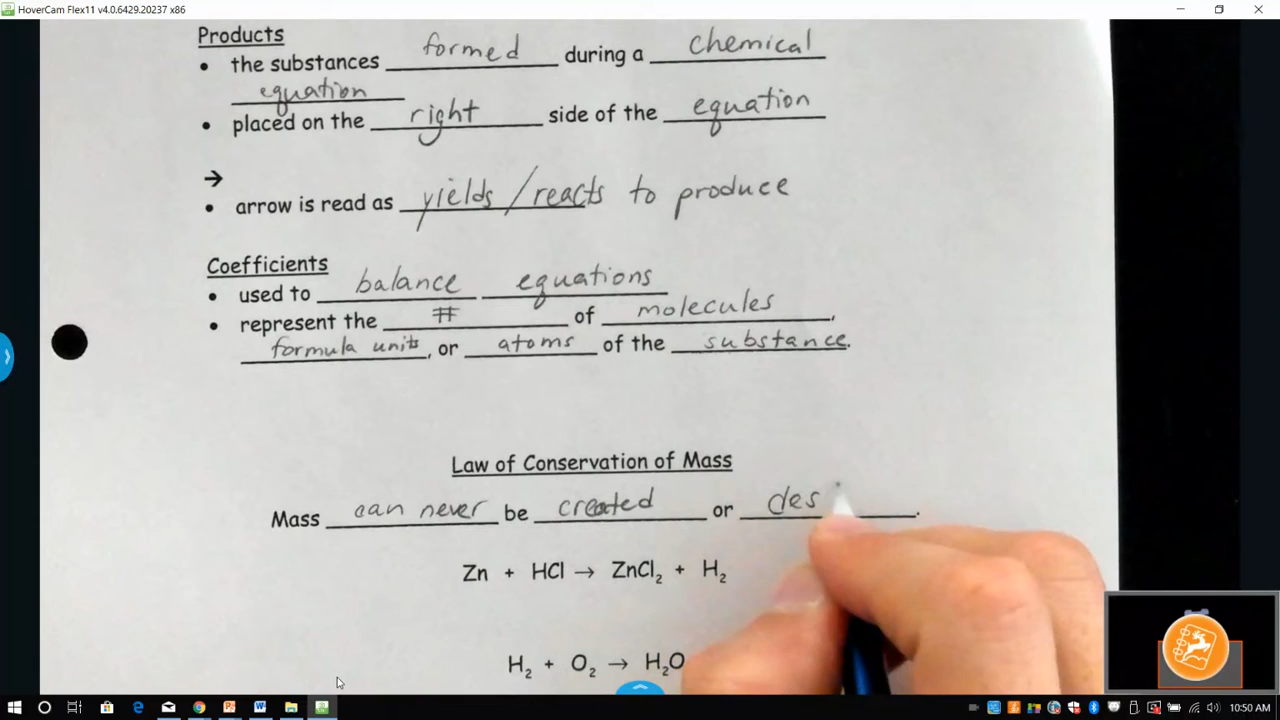 HoverCam Flex11 v4.0.6429.20237 x86
Products
• the substances formed during a chemical
equation
• placed on the right side of the equation
→
• arrow is read as yields/reacts to produce
Coefficients
• used to balance equations
• represent the # of molecules,
formula units, or atoms of the substance.
Law of Conservation of Mass
Mass can never be created or des
Zn + HCl → ZnCl₂ + H₂
H₂ + O₂ → H₂O
10:50 AM